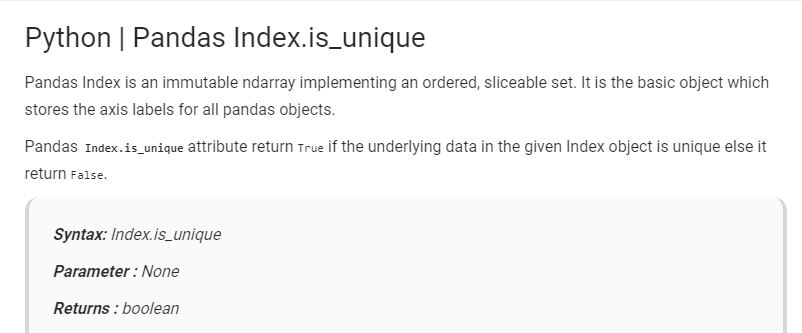 Python | Pandas Index.is_unique
Pandas Index is an immutable ndarray implementing an ordered, sliceable set. It is the basic object which
stores the axis labels for all pandas objects.
Pandas Index.is_unique attribute return True if the underlying data in the given Index object is unique else it
return False.
Syntax: Index.is_unique
Parameter : None
Returns : boolean